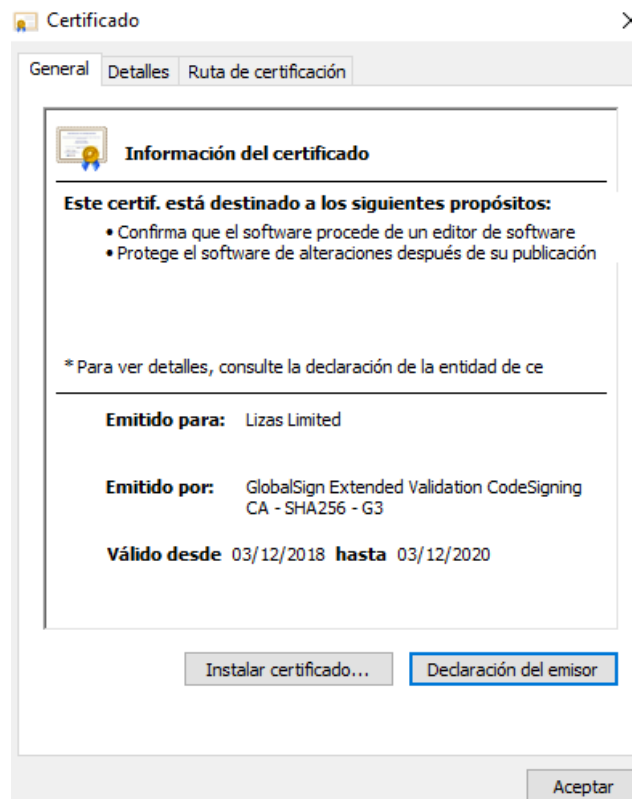 Certificado
General Detalles Ruta de certificación
Información del certificado
Este certif. está destinado a los siguientes propósitos:
• Confirma que el software procede de un editor de software
• Protege el software de alteraciones después de su publicación
* Para ver detalles, consulte la declaración de la entidad de ce
Emitido para: Lizas Limited
Emitido por: GlobalSign Extended Validation CodeSigning
CA - SHA256 - G3
Válido desde 03/12/2018 hasta 03/12/2020
Instalar certificado... Declaración del emisor
Aceptar